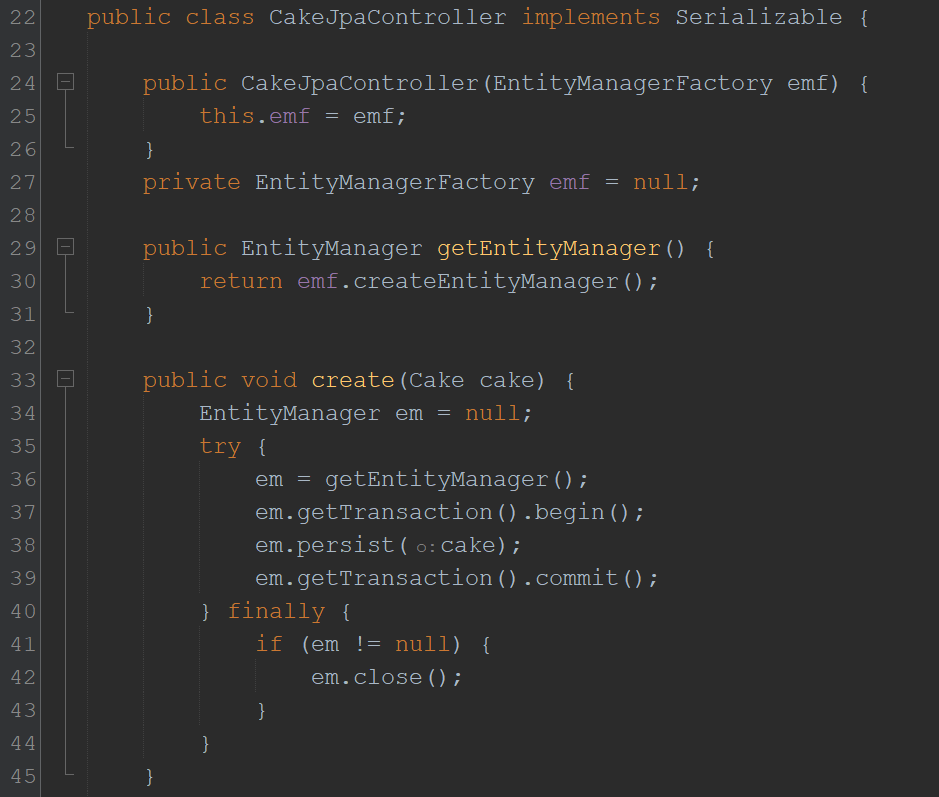 22 public class CakeJpaController implements Serializable {
23
24 public CakeJpaController(EntityManagerFactory emf) {
25 this.emf = emf;
26 }
27 private EntityManagerFactory emf = null;
28
29 public EntityManager getEntityManager() {
30 return emf.createEntityManager();
31 }
32
33 public void create(Cake cake) {
34 EntityManager em = null;
35 try {
36 em = getEntityManager();
37 em.getTransaction().begin();
38 em.persist( o:cake);
39 em.getTransaction().commit();
40 } finally {
41 if (em != null) {
42 em.close();
43 }
44 }
45 }